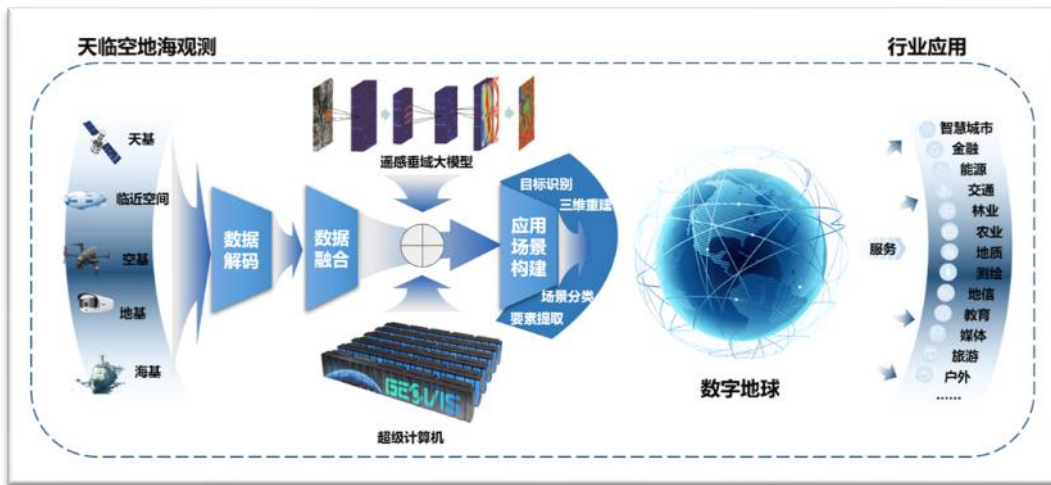 天临空地海观测
行业应用
天基
临近空间
空基
地基
海基
数据
解码
数据
融合
遥感垂域大模型
GEOVIS
超级计算机
目标识别
三维重建
应用
场景
构建
场景分类
要素提取
数字地球
服务
智慧城市
金融
能源
交通
林业
农业
地质
测绘
地信
教育
媒体
旅游
户外
......